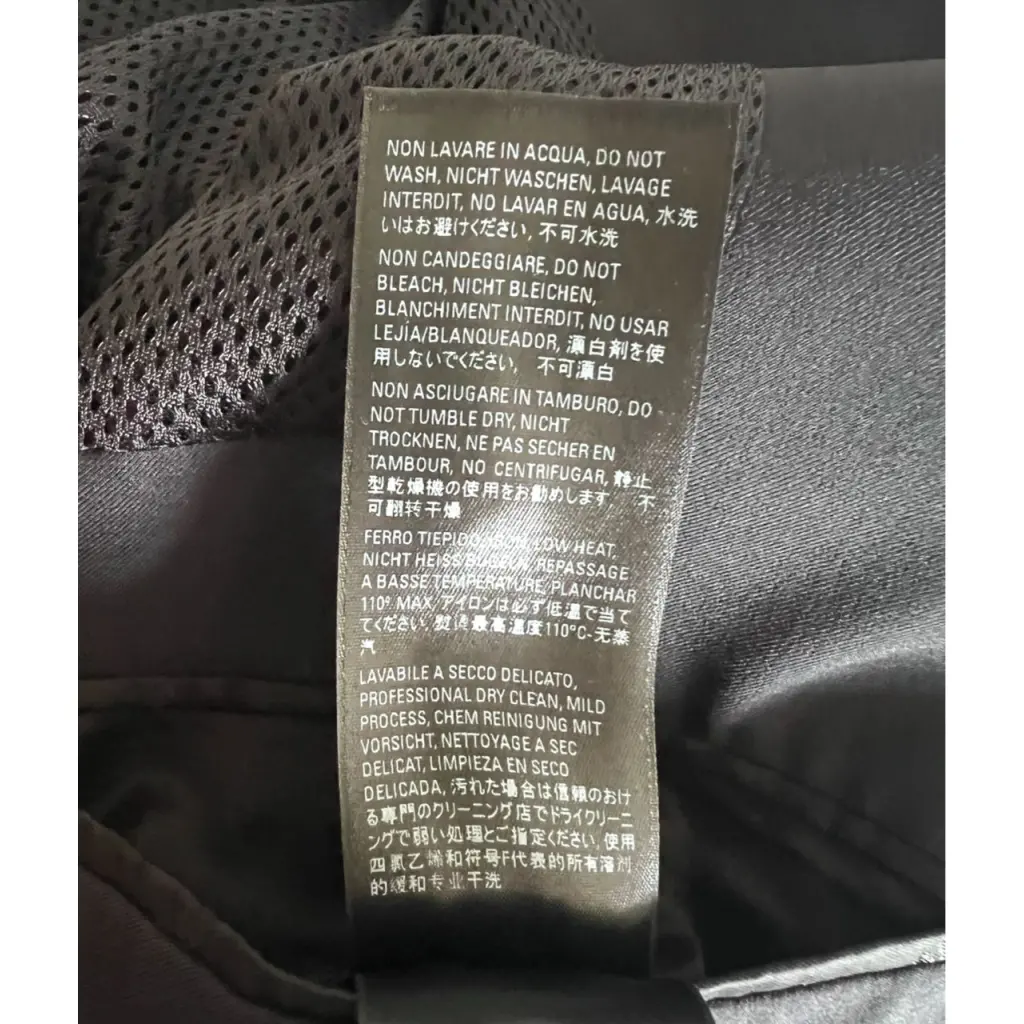 NON LAVARE IN ACQUA, DO NOT
WASH, NICHT WASCHEN, LAVAGE
INTERDIT, NO LAVAR EN AGUA, 水洗
いはお避けください, 不可水洗
NON CANDEGGIARE, DO NOT
BLEACH, NICHT BLEICHEN,
BLANCHIMENT INTERDIT, NO USAR
LEJÍA/BLANQUEADOR, 漂白剤を使
用しないでください, 不可漂白
NON ASCIUGARE IN TAMBURO, DO
NOT TUMBLE DRY, NICHT
TROCKNEN, NE PAS SECHER EN
TAMBOUR, NO CENTRIFUGAR, 静止
型乾燥機の使用をお勧めします 不
可翻转干燥
FERRO TIEPIDO LOW HEAT,
NICHT HEISS BUGELN, REPASSAGE
A BASSE TEMPERATURE, PLANCHAR
110° MAX, アイロンは必ず低温で当て
てください, 最高温度110°C-无蒸
汽
LAVABILE A SECCO DELICATO,
PROFESSIONAL DRY CLEAN, MILD
PROCESS, CHEM REINIGUNG MIT
VORSICHT, NETTOYAGE A SEC
DELICAT, LIMPIEZA EN SECO
DELICADA, 汚れた場合は信頼のおけ
る専門のクリーニング店でドライクリーニ
ングで弱い処理とご指定ください, 使用
四氯乙烯和符号F代表的所有溶剂
的缓和专业干洗